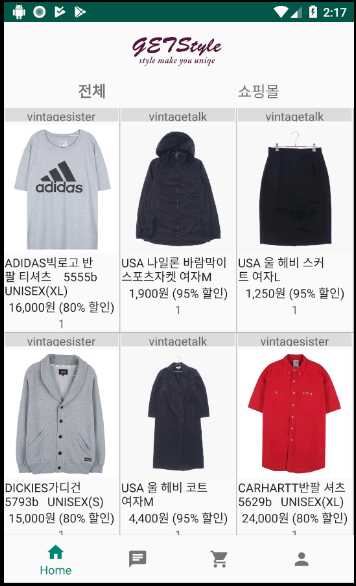 2:17
GETStyle
style make you uniqe
전체 쇼핑몰
vintagesister vintagetalk vintagetalk
adidas
ADIDAS빅로고 반
팔 티셔츠 5555b
UNISEX(XL)
16,000원 (80% 할인)
1
USA 나일론 바람막이
스포츠자켓 여자M
1,900원 (95% 할인)
1
USA 울 헤비 스커
트 여자L
1,250원 (95% 할인)
1
vintagesister vintagetalk vintagesister
DICKIES가디건
5793b UNISEX(S)
15,000원 (80% 할인)
1
USA 울 헤비 코트
여자M
4,400원 (95% 할인)
1
CARHARTT반팔 셔츠
5629b UNISEX(XL)
24,000원 (80% 할인)
1
Home